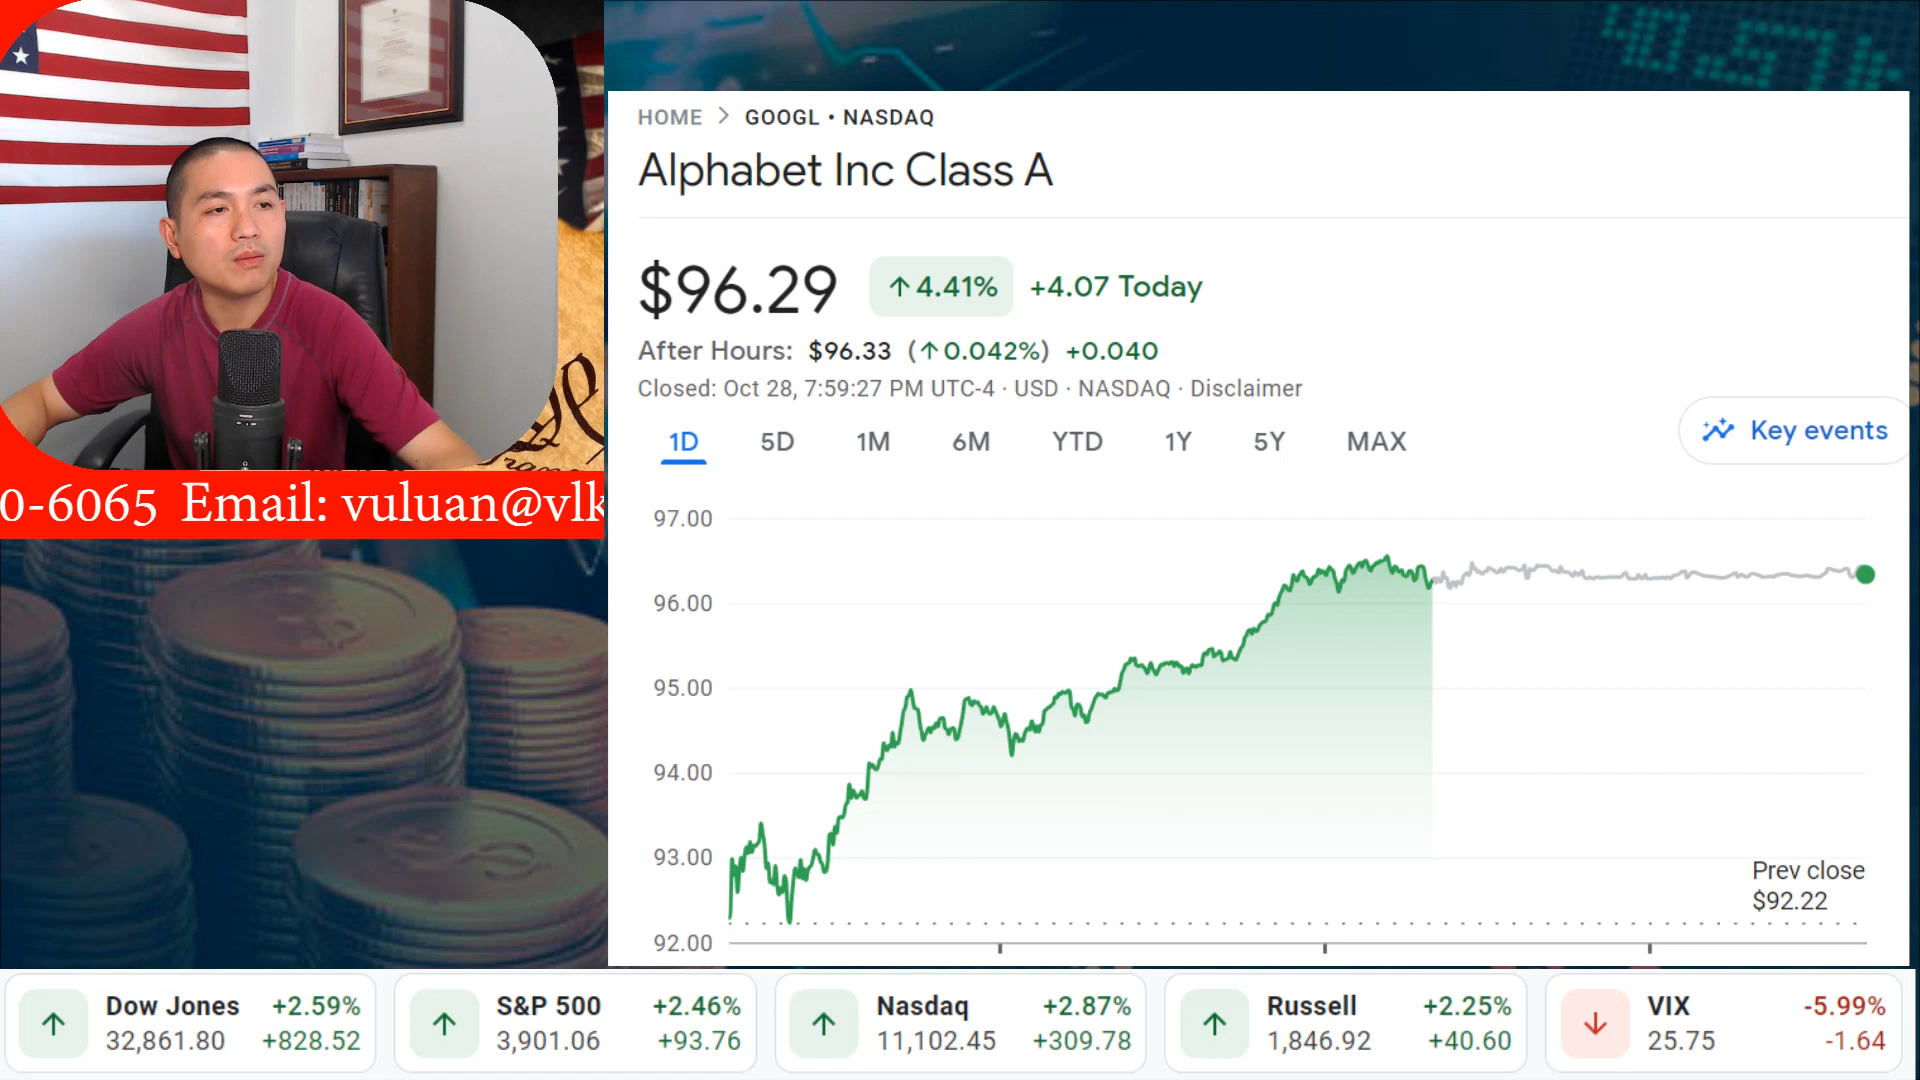 HOME > GOOGL • NASDAQ
Alphabet Inc Class A
$96.29 ↑ 4.41% +4.07 Today
After Hours: $96.33 (↑ 0.042%) +0.040
Closed: Oct 28, 7:59:27 PM UTC-4 · USD · NASDAQ · Disclaimer
1D 5D 1M 6M YTD 1Y 5Y MAX
Key events
97.00
96.00
95.00
94.00
93.00
92.00
Prev close
$92.22
0-6065 Email: vuluan@vlk
Dow Jones +2.59%
32,861.80 +828.52
S&P 500 +2.46%
3,901.06 +93.76
Nasdaq +2.87%
11,102.45 +309.78
Russell +2.25%
1,846.92 +40.60
VIX -5.99%
25.75 -1.64